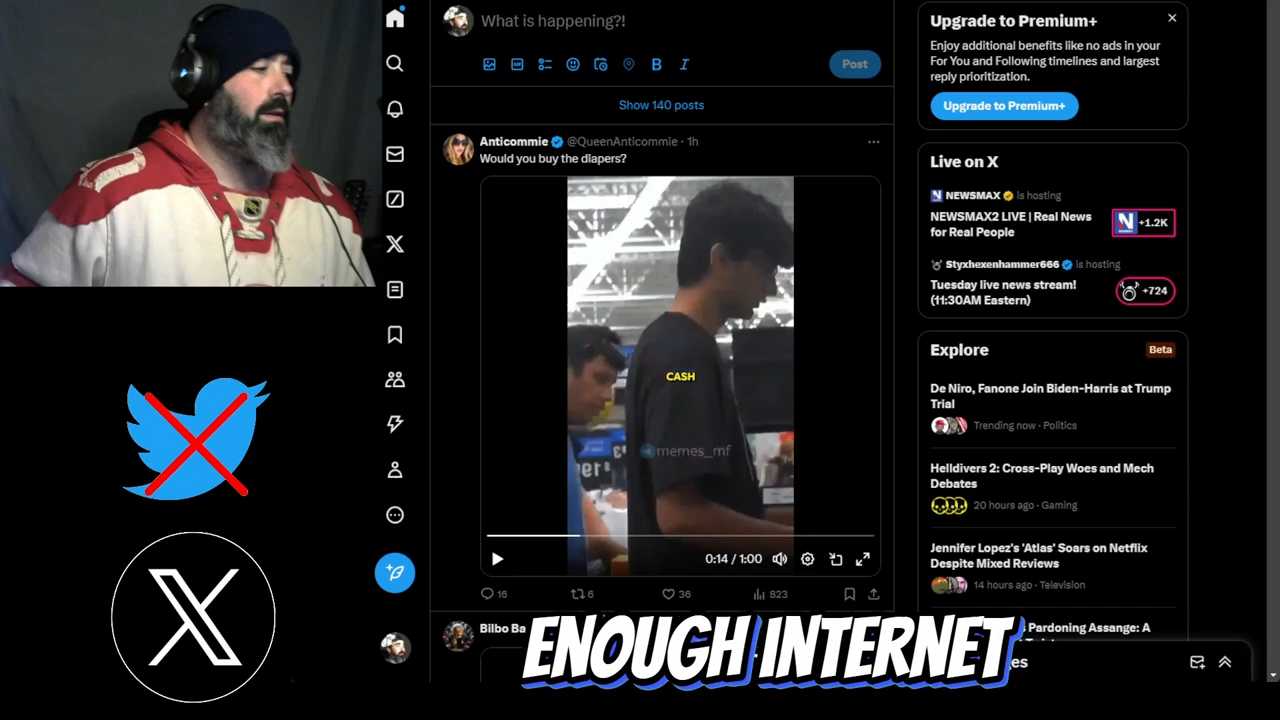 What is happening?!
B
I
Post
Show 140 posts
Anticommie @QueenAnticommie · 1h
Would you buy the diapers?
CASH
memes_mf
0:14 / 1:00
16
6
36
823
Bilbo Ba
ENOUGH INTERNET
Upgrade to Premium+
Enjoy additional benefits like no ads in your
For You and Following timelines and largest
reply prioritization.
Upgrade to Premium+
Live on X
NEWSMAX is hosting
NEWSMAX2 LIVE | Real News
for Real People
N +1.2K
Styxhexenhammer666 is hosting
Tuesday live news stream!
(11:30AM Eastern)
+724
Explore
Beta
De Niro, Fanone Join Biden-Harris at Trump
Trial
Trending now · Politics
Helldivers 2: Cross-Play Woes and Mech
Debates
20 hours ago · Gaming
Jennifer Lopez's 'Atlas' Soars on Netflix
Despite Mixed Reviews
14 hours ago · Television
Pardoning Assange: A